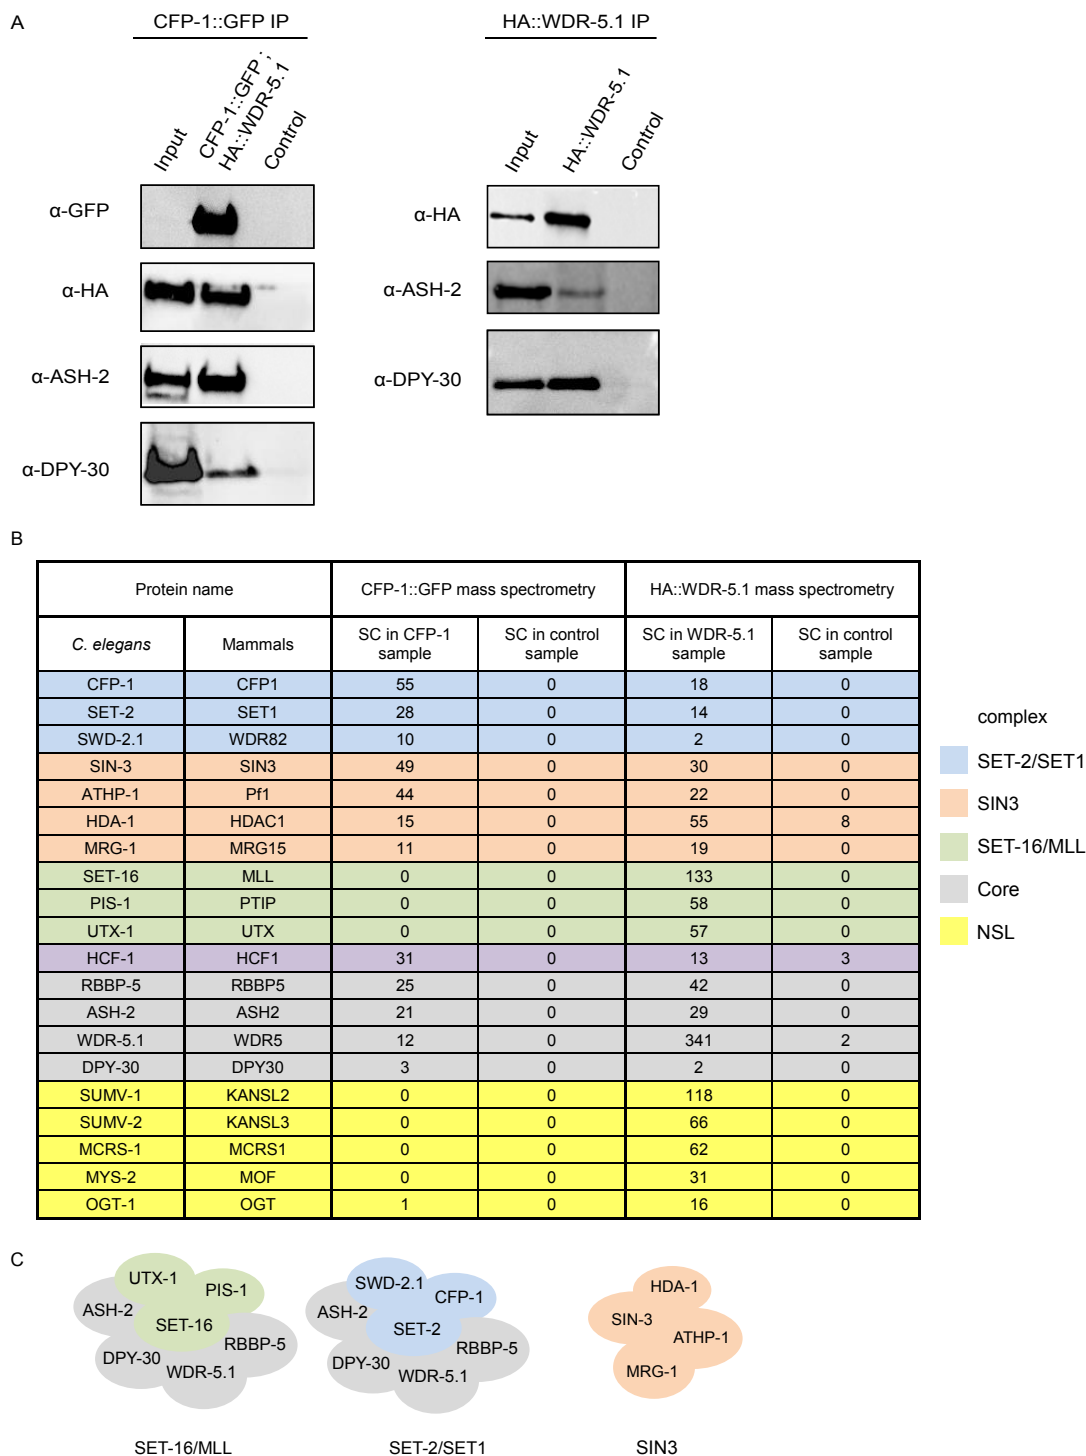 A
CFP-1::GFP IP
Input
CFP-1::GFP ;
HA::WDR-5.1
Control
α-GFP
α-HA
α-ASH-2
α-DPY-30
HA::WDR-5.1 IP
Input
HA::WDR-5.1
Control
α-HA
α-ASH-2
α-DPY-30
B
Protein name CFP-1::GFP mass spectrometry HA::WDR-5.1 mass spectrometry
C. elegans Mammals SC in CFP-1 sample SC in control sample SC in WDR-5.1 sample SC in control sample
CFP-1 CFP1 55 0 18 0
SET-2 SET1 28 0 14 0
SWD-2.1 WDR82 10 0 2 0
SIN-3 SIN3 49 0 30 0
ATHP-1 Pf1 44 0 22 0
HDA-1 HDAC1 15 0 55 8
MRG-1 MRG15 11 0 19 0
SET-16 MLL 0 0 133 0
PIS-1 PTIP 0 0 58 0
UTX-1 UTX 0 0 57 0
HCF-1 HCF1 31 0 13 3
RBBP-5 RBBP5 25 0 42 0
ASH-2 ASH2 21 0 29 0
WDR-5.1 WDR5 12 0 341 2
DPY-30 DPY30 3 0 2 0
SUMV-1 KANSL2 0 0 118 0
SUMV-2 KANSL3 0 0 66 0
MCRS-1 MCRS1 0 0 62 0
MYS-2 MOF 0 0 31 0
OGT-1 OGT 1 0 16 0
complex
SET-2/SET1
SIN3
SET-16/MLL
Core
NSL
C
UTX-1
PIS-1
ASH-2
SET-16
RBBP-5
DPY-30
WDR-5.1
SET-16/MLL
SWD-2.1
CFP-1
ASH-2
SET-2
RBBP-5
DPY-30
WDR-5.1
SET-2/SET1
HDA-1
SIN-3
ATHP-1
MRG-1
SIN3